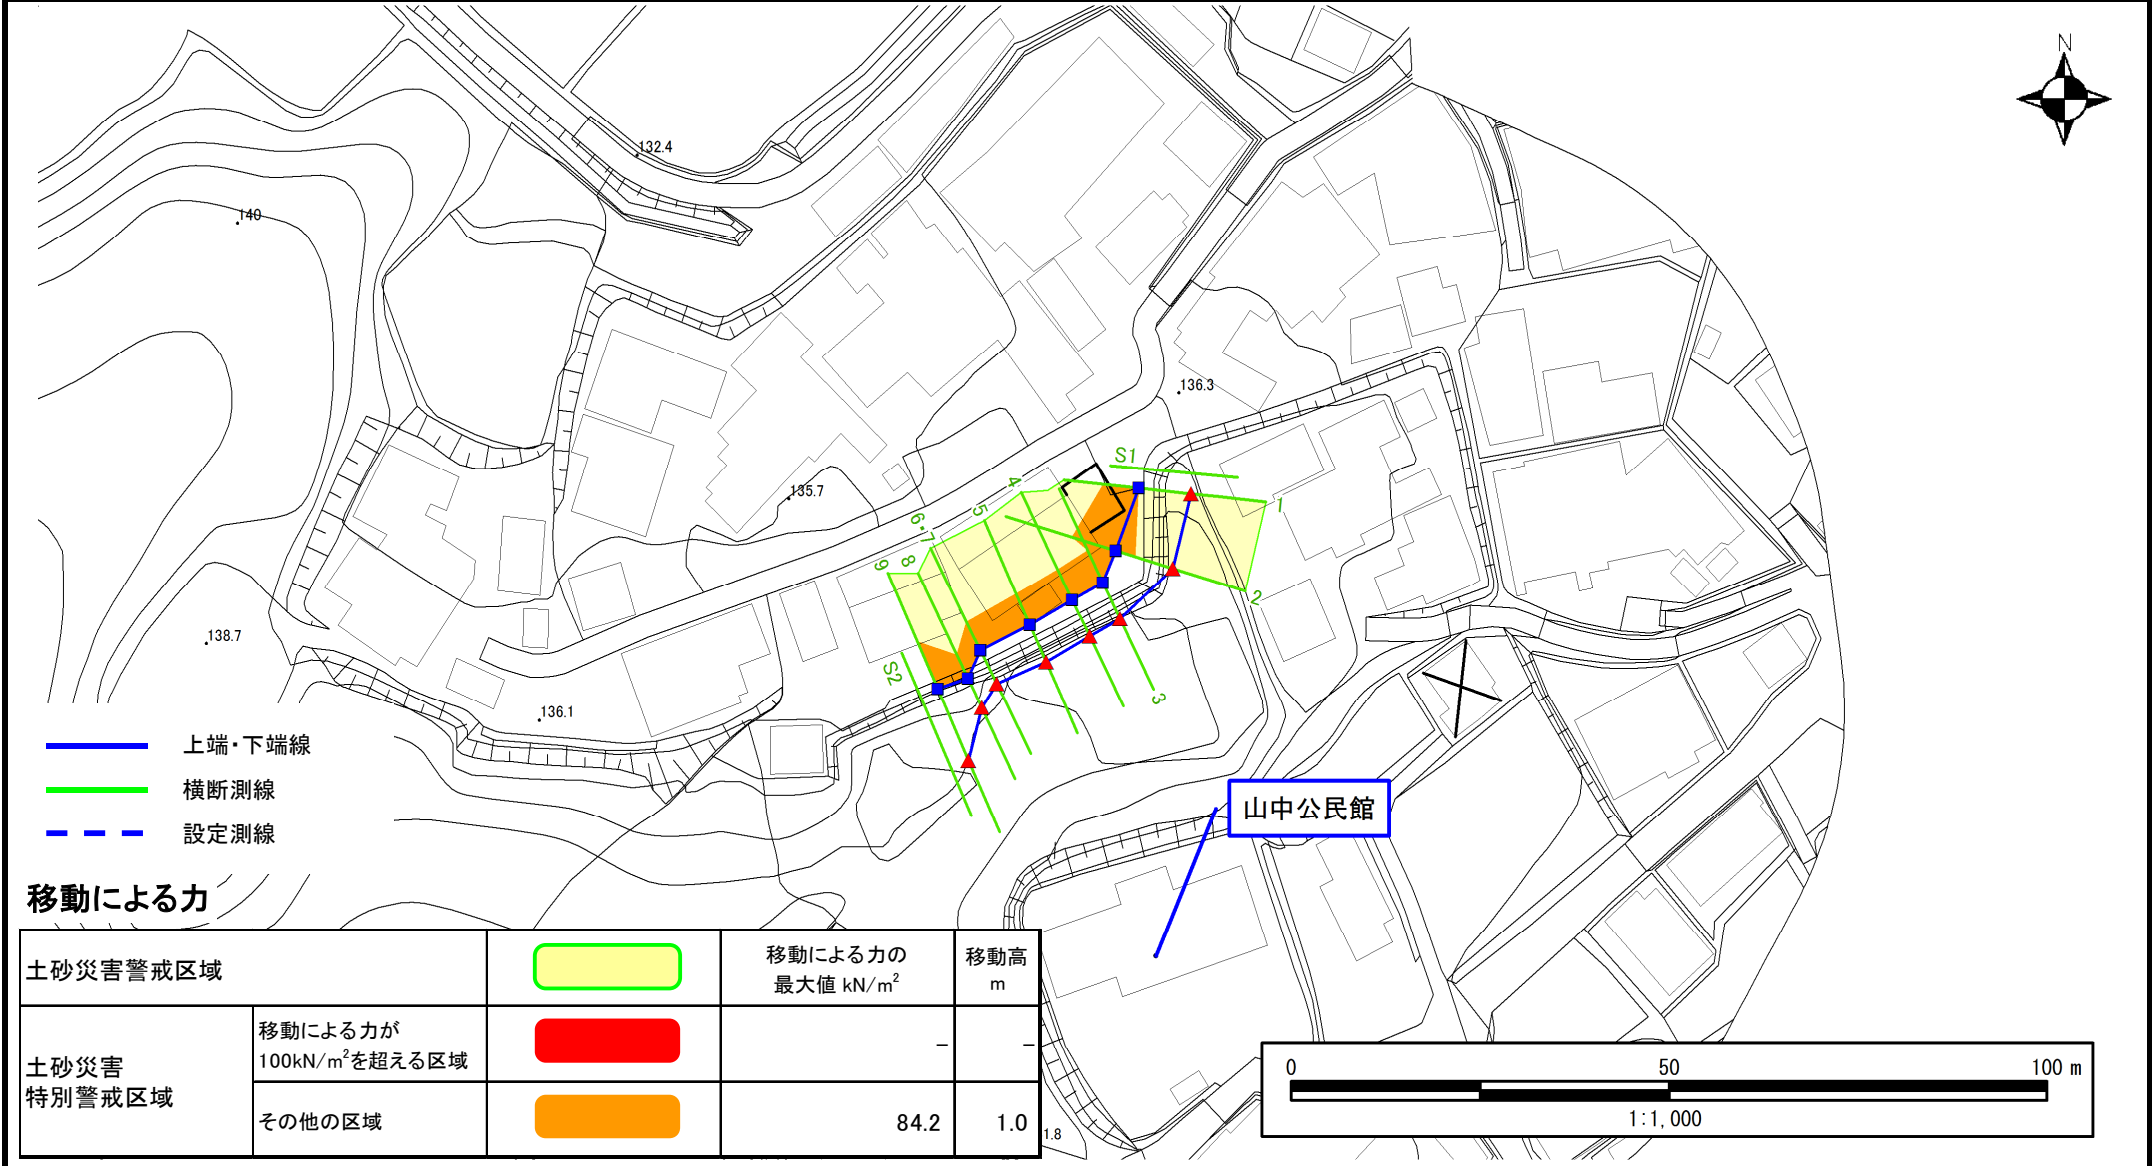 N
132.4
140
136.3
135.7
138.7
136.1
S1
1
2
3
4
5
6・7
8
9
S2
上端・下端線
横断測線
設定測線
山中公民館
移動による力
土砂災害警戒区域
移動による力の
最大値 kN/m²
移動高
m
土砂災害
特別警戒区域
移動による力が
100kN/m²を超える区域
－
－
その他の区域
84.2
1.0
1.8
0 50 100 m
1:1,000